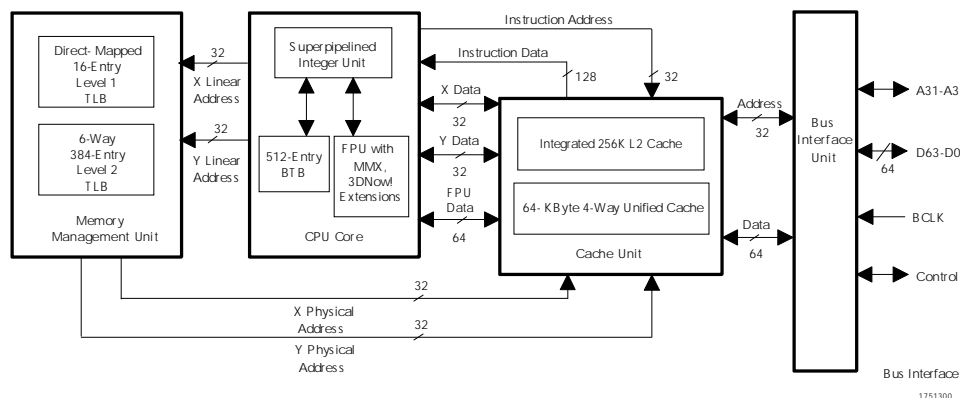 Direct-Mapped
16-Entry
Level 1
TLB
6-Way
384-Entry
Level 2
TLB
Memory
Management Unit
32
X Linear
Address
32
Y Linear
Address
Superpipelined
Integer Unit
512-Entry
BTB
FPU with
MMX,
3DNow!
Extensions
CPU Core
Instruction Address
Instruction Data
128
32
X Data
32
Y Data
32
FPU
Data
64
Integrated 256K L2 Cache
64-KByte 4-Way Unified Cache
Cache Unit
Address
32
Data
64
Bus
Interface
Unit
A31-A3
D63-D0
64
BCLK
Control
32
X Physical
Address
32
Y Physical
Address
Bus Interface
1751300